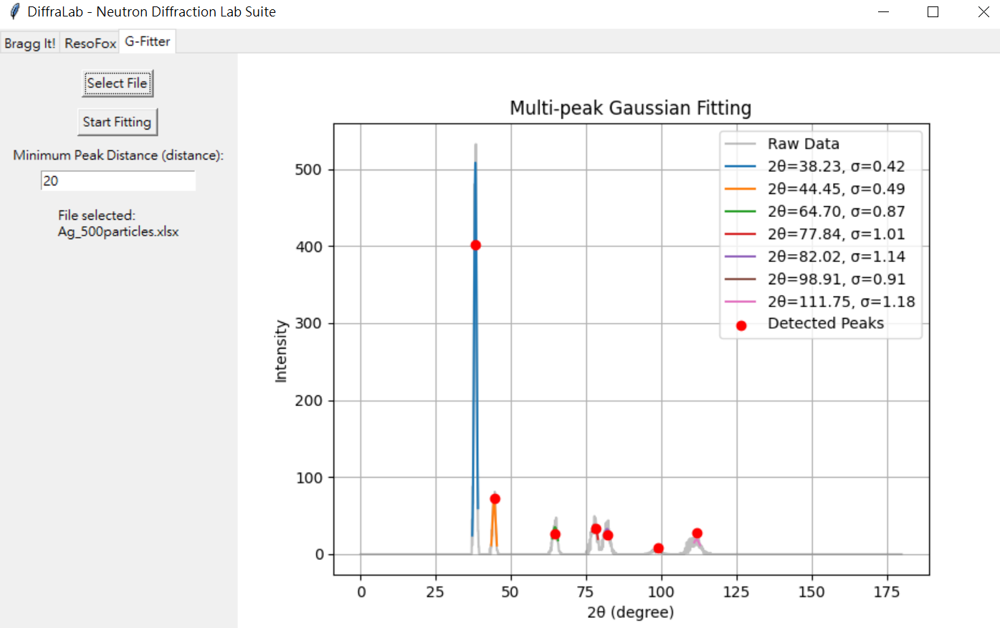 DiffraLab - Neutron Diffraction Lab Suite
Bragg It! ResoFox G-Fitter
Select File
Start Fitting
Minimum Peak Distance (distance):
20
File selected:
Ag_500particles.xlsx
Multi-peak Gaussian Fitting
Raw Data
2θ=38.23, σ=0.42
2θ=44.45, σ=0.49
2θ=64.70, σ=0.87
2θ=77.84, σ=1.01
2θ=82.02, σ=1.14
2θ=98.91, σ=0.91
2θ=111.75, σ=1.18
Detected Peaks
Intensity
500
400
300
200
100
0
0 25 50 75 100 125 150 175
2θ (degree)